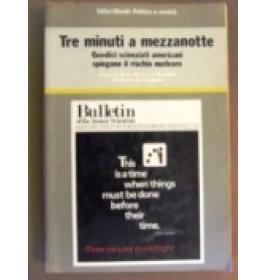 Editori Riuniti Politica e società
Tre minuti a mezzanotte
Quindici scienziati americani
spiegano il rischio nucleare
Bulletin
of the Atomic Scientists
This
is a time
when things
must be done
before
their
time.
three minutes to midnight